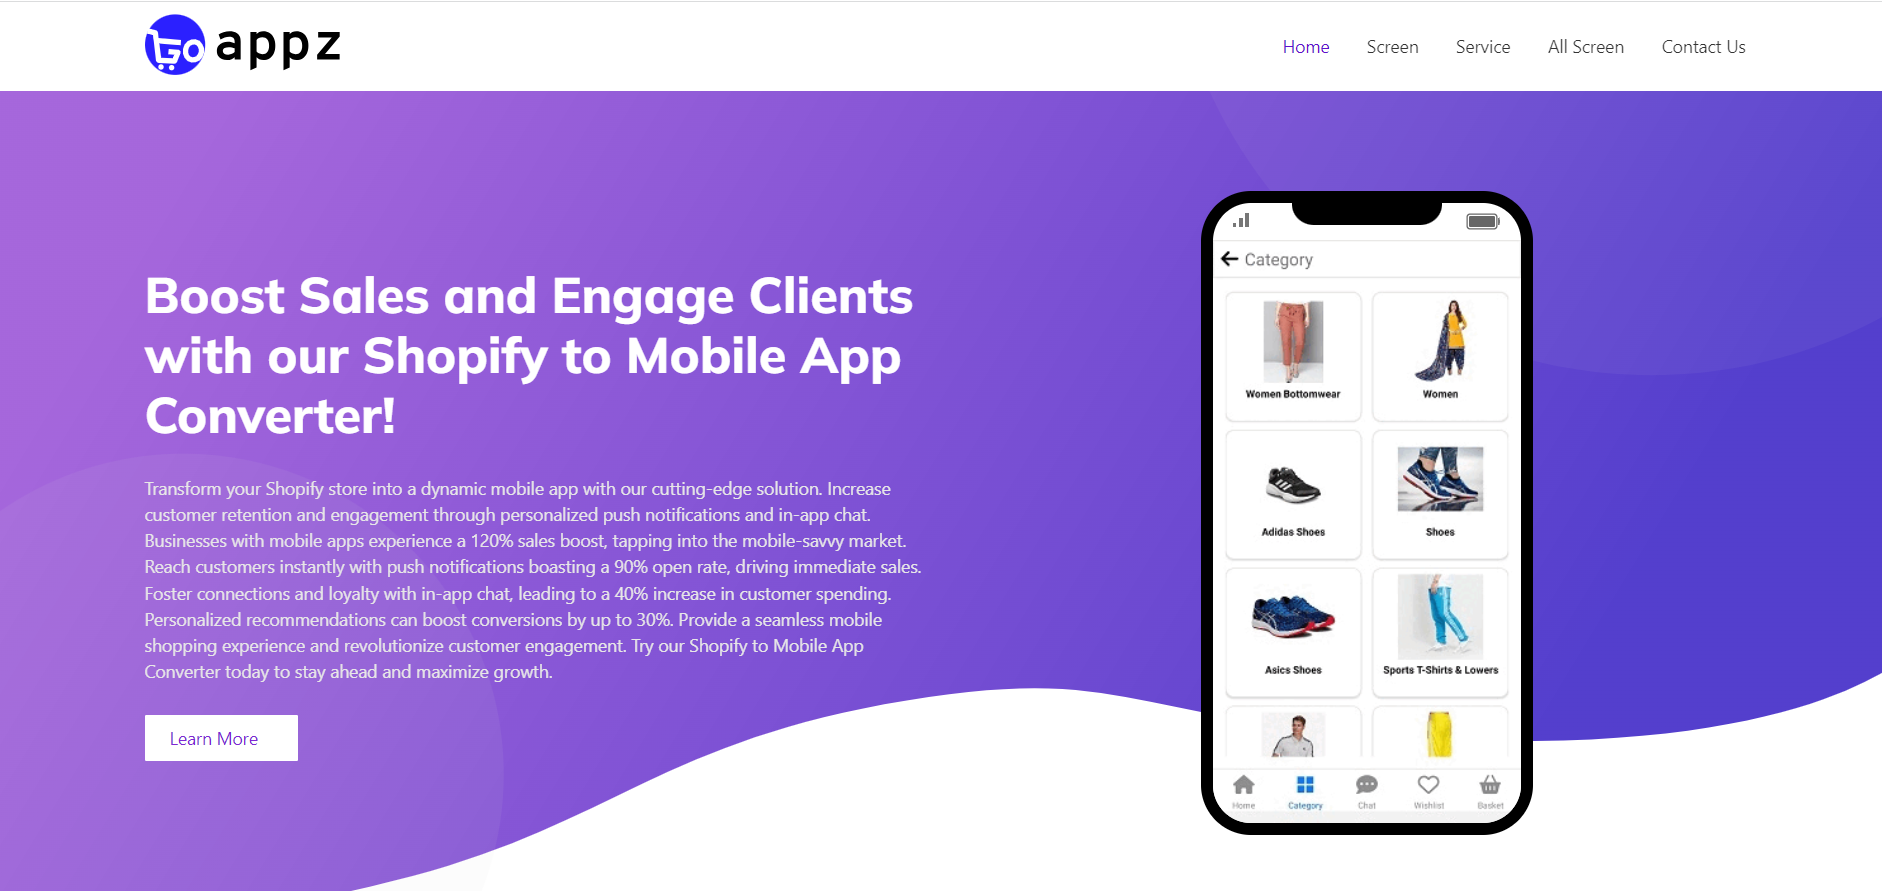 Go appz
Home Screen Service All Screen Contact Us
Boost Sales and Engage Clients
with our Shopify to Mobile App
Converter!
Transform your Shopify store into a dynamic mobile app with our cutting-edge solution. Increase
customer retention and engagement through personalized push notifications and in-app chat.
Businesses with mobile apps experience a 120% sales boost, tapping into the mobile-savvy market.
Reach customers instantly with push notifications boasting a 90% open rate, driving immediate sales.
Foster connections and loyalty with in-app chat, leading to a 40% increase in customer spending.
Personalized recommendations can boost conversions by up to 30%. Provide a seamless mobile
shopping experience and revolutionize customer engagement. Try our Shopify to Mobile App
Converter today to stay ahead and maximize growth.
Learn More
Category
Women Bottomwear
Women
Adidas Shoes
Shoes
Asics Shoes
Sports T-Shirts & Lowers
Home Category Chat Wishlist Basket